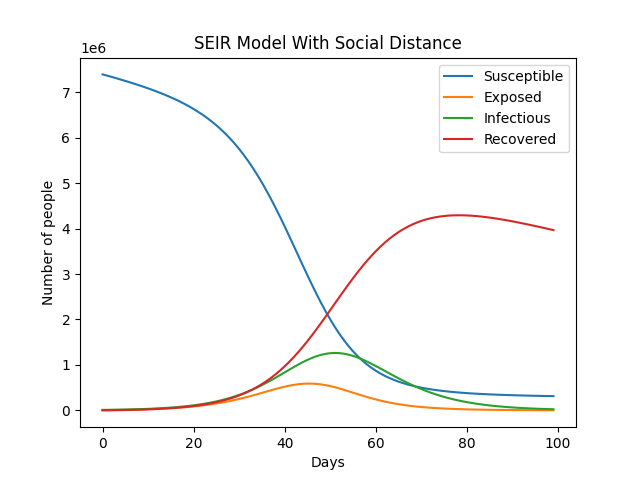 SEIR Model With Social Distance
1e6
Susceptible
Exposed
Infectious
Recovered
7
6
5
4
3
2
1
0
Number of people
0 20 40 60 80 100
Days